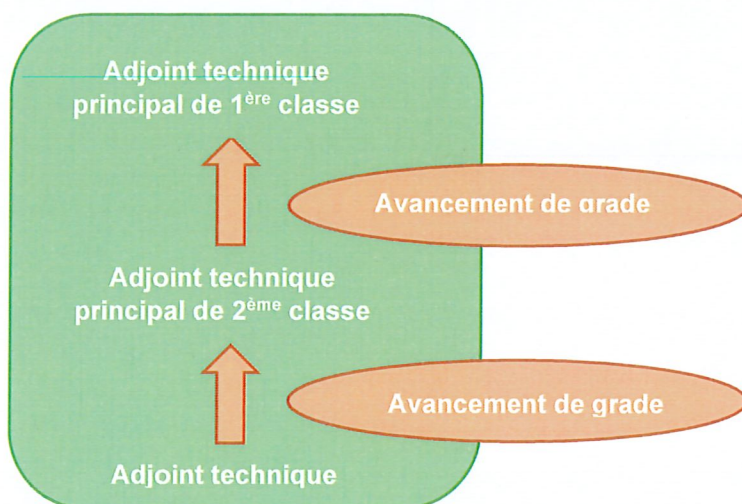 Adjoint technique
principal de 1ère classe
Avancement de grade
Adjoint technique
principal de 2ème classe
Avancement de grade
Adjoint technique